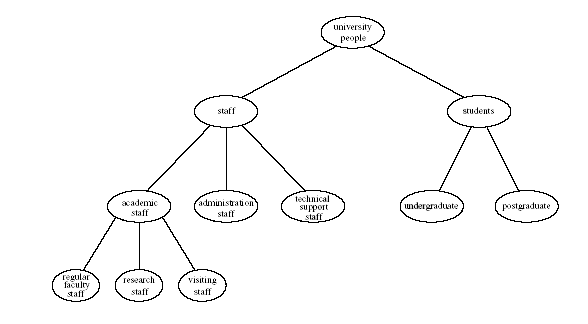 university
people
staff
students
academic
staff
administration
staff
technical
support
staff
undergraduate
postgraduate
regular
faculty
staff
research
staff
visiting
staff